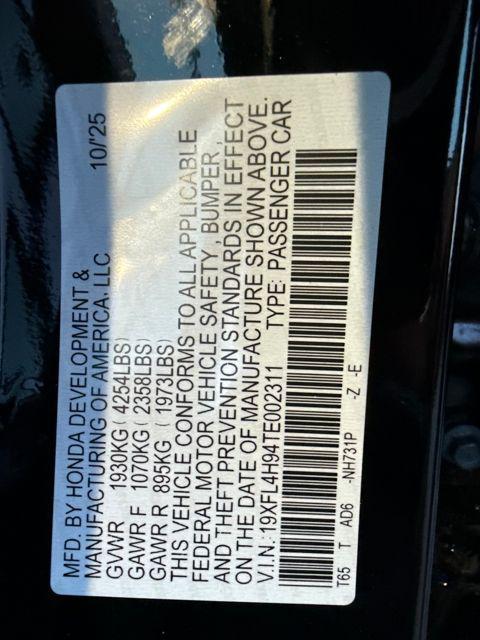 MFD. BY HONDA DEVELOPMENT & 10/25
MANUFACTURING OF AMERICA, LLC
GVWR 1930KG ( 4254LBS)
GAWR F 1070KG ( 2358LBS)
GAWR R 895KG ( 1973LBS)
THIS VEHICLE CONFORMS TO ALL APPLICABLE
FEDERAL MOTOR VEHICLE SAFETY, BUMPER,
AND THEFT PREVENTION STANDARDS IN EFFECT
ON THE DATE OF MANUFACTURE SHOWN ABOVE.
V.I.N: 19XFL4H94TE002311 TYPE: PASSENGER CAR
T65 T AD6 -NH731P -Z -E